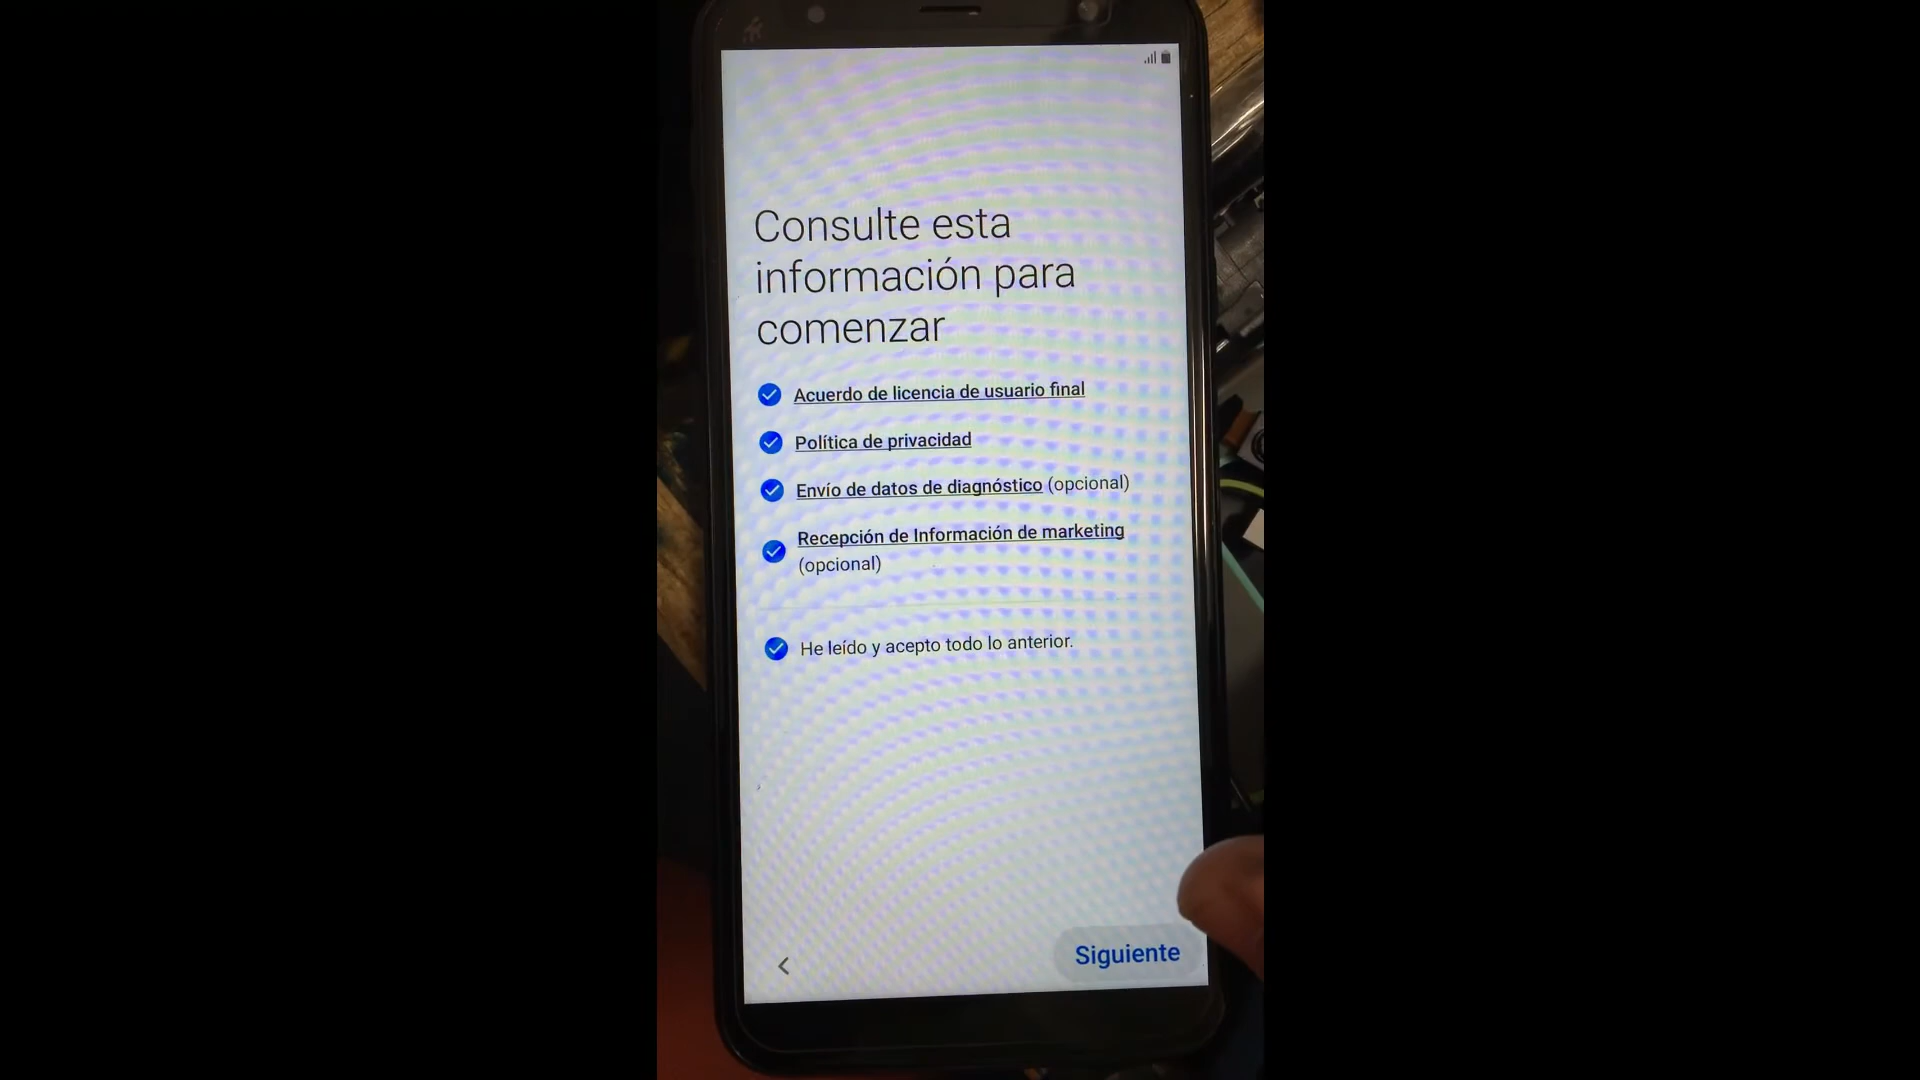 Consulte esta
información para
comenzar
Acuerdo de licencia de usuario final
Política de privacidad
Envío de datos de diagnóstico (opcional)
Recepción de Información de marketing
(opcional)
He leído y acepto todo lo anterior.
Siguiente